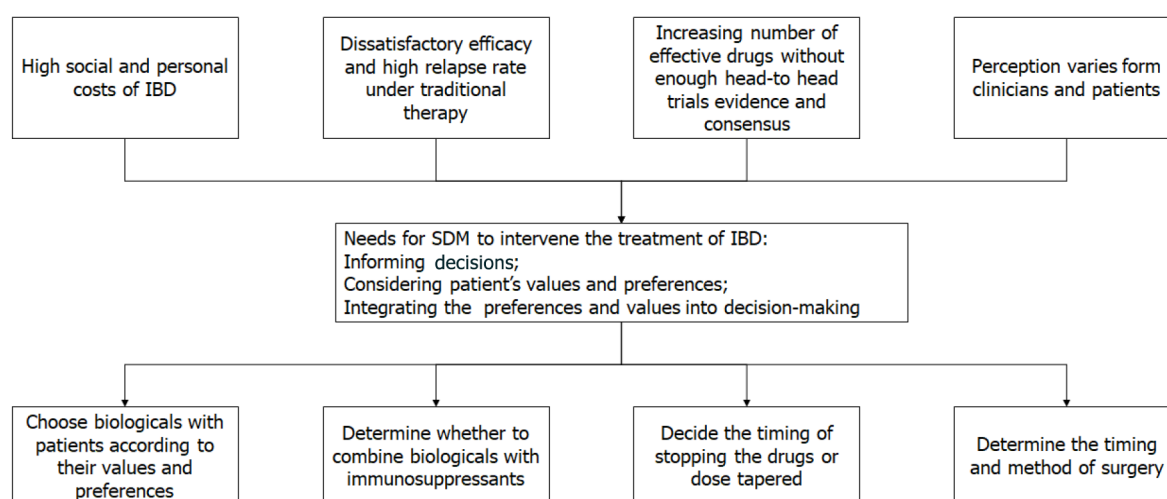 High social and personal
costs of IBD
Dissatisfactory efficacy
and high relapse rate
under traditional
therapy
Increasing number of
effective drugs without
enough head-to head
trials evidence and
consensus
Perception varies form
clinicians and patients
Needs for SDM to intervene the treatment of IBD:
Informing decisions;
Considering patient's values and preferences;
Integrating the preferences and values into decision-making
Choose biologicals with
patients according to
their values and
preferences
Determine whether to
combine biologicals with
immunosuppressants
Decide the timing of
stopping the drugs or
dose tapered
Determine the timing
and method of surgery